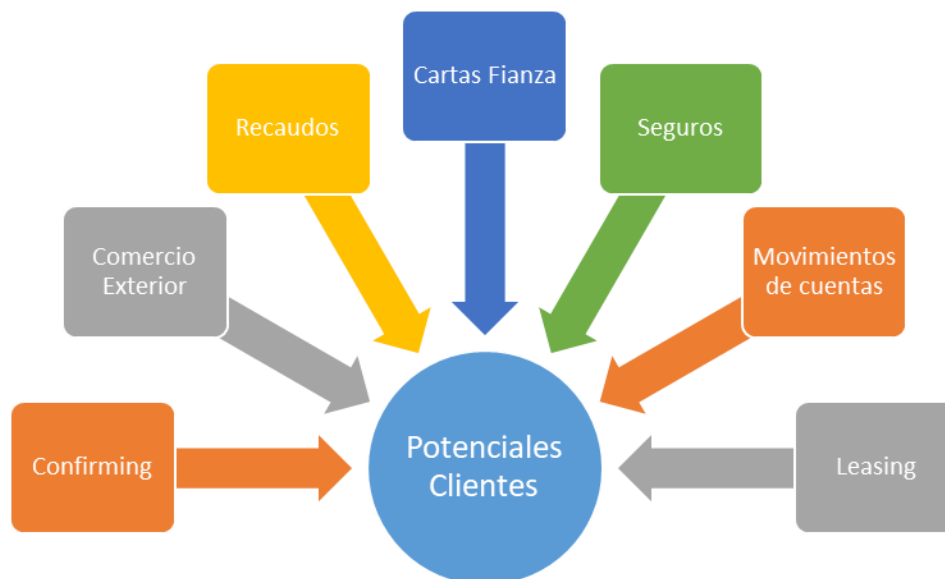 Cartas Fianza
Recaudos
Seguros
Comercio
Exterior
Movimientos
de cuentas
Confirming
Potenciales
Clientes
Leasing